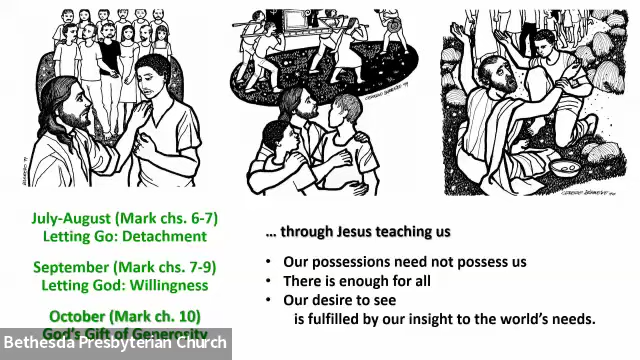 July-August (Mark chs. 6-7)
Letting Go: Detachment
September (Mark chs. 7-9)
Letting God: Willingness
October (Mark ch. 10)
God's Gift of Generosity
Bethesda Presbyterian Church
... through Jesus teaching us
• Our possessions need not possess us
• There is enough for all
• Our desire to see
is fulfilled by our insight to the world's needs.